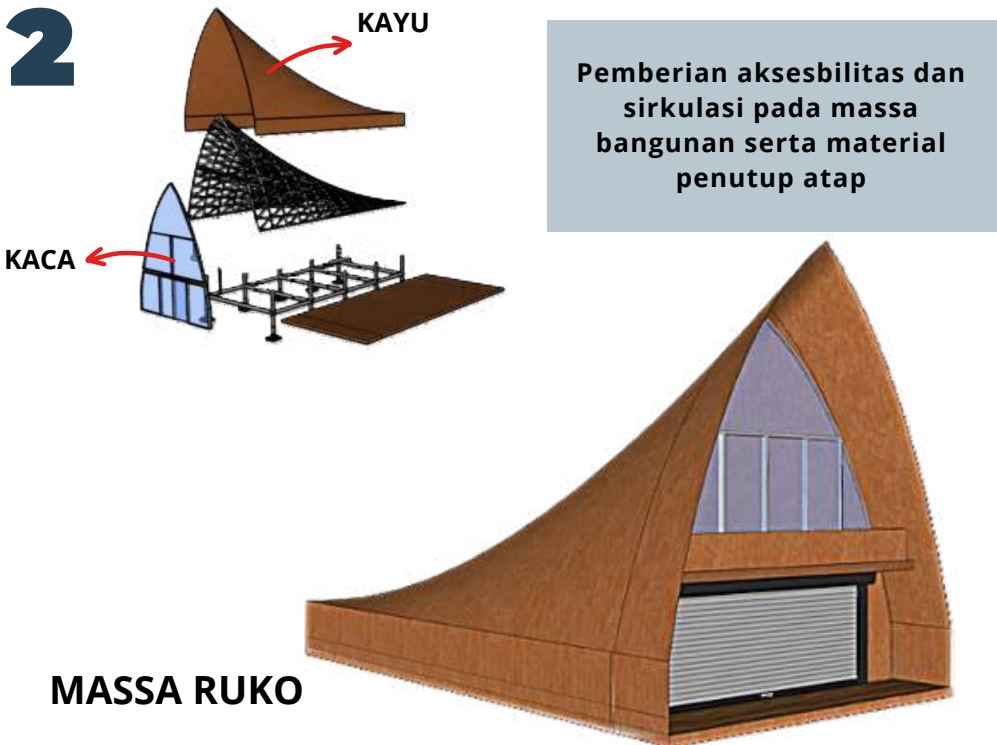 2
KAYU
Pemberian aksesbilitas dan
sirkulasi pada massa
bangunan serta material
penutup atap
KACA
MASSA RUKO